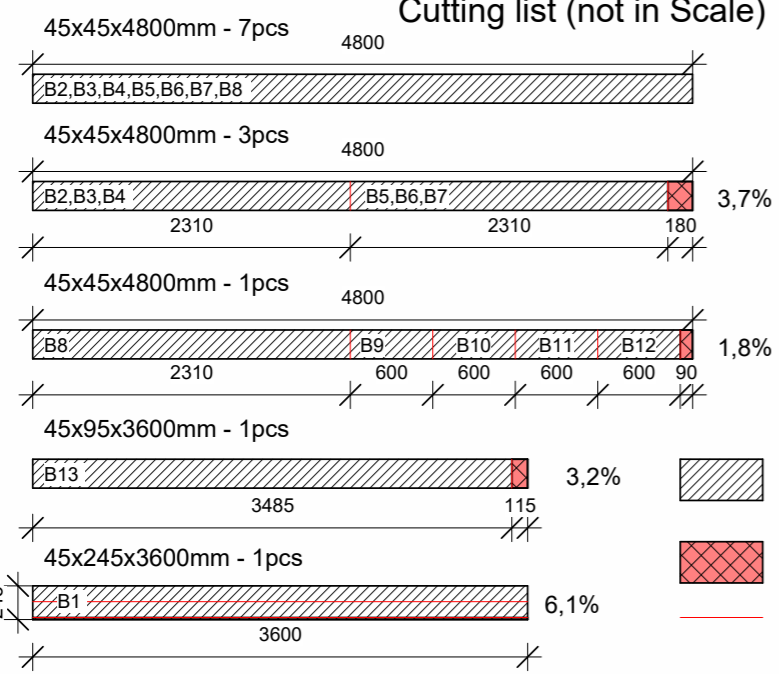 Cutting list (not in Scale)
45x45x4800mm - 7pcs
4800
B2,B3,B4,B5,B6,B7,B8
45x45x4800mm - 3pcs
4800
B2,B3,B4 B5,B6,B7 3,7%
2310 2310 180
45x45x4800mm - 1pcs
4800
B8 B9 B10 B11 B12 1,8%
2310 600 600 600 600 90
45x95x3600mm - 1pcs
B13 3,2%
3485 115
45x245x3600mm - 1pcs
B1 6,1%
3600